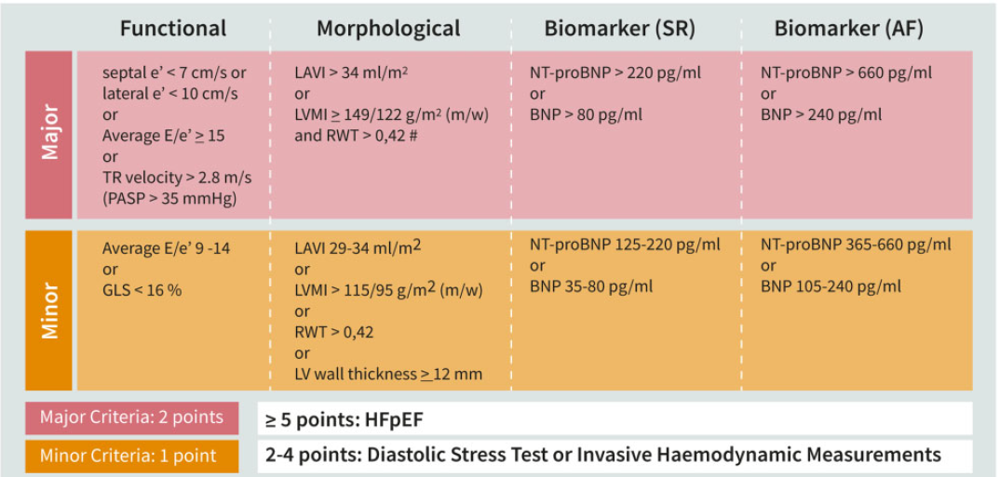 Functional
Morphological
Biomarker (SR)
Biomarker (AF)
Major
septal e’ < 7 cm/s or
lateral e’ < 10 cm/s
or
Average E/e’ ≥ 15
or
TR velocity > 2.8 m/s
(PASP > 35 mmHg)
LAVI > 34 ml/m²
or
LVMI ≥ 149/122 g/m² (m/w)
and RWT > 0,42 #
NT-proBNP > 220 pg/ml
or
BNP > 80 pg/ml
NT-proBNP > 660 pg/ml
or
BNP > 240 pg/ml
Minor
Average E/e’ 9 -14
or
GLS < 16 %
LAVI 29-34 ml/m²
or
LVMI > 115/95 g/m² (m/w)
or
RWT > 0,42
or
LV wall thickness ≥ 12 mm
NT-proBNP 125-220 pg/ml
or
BNP 35-80 pg/ml
NT-proBNP 365-660 pg/ml
or
BNP 105-240 pg/ml
Major Criteria: 2 points
≥ 5 points: HFpEF
Minor Criteria: 1 point
2-4 points: Diastolic Stress Test or Invasive Haemodynamic Measurements